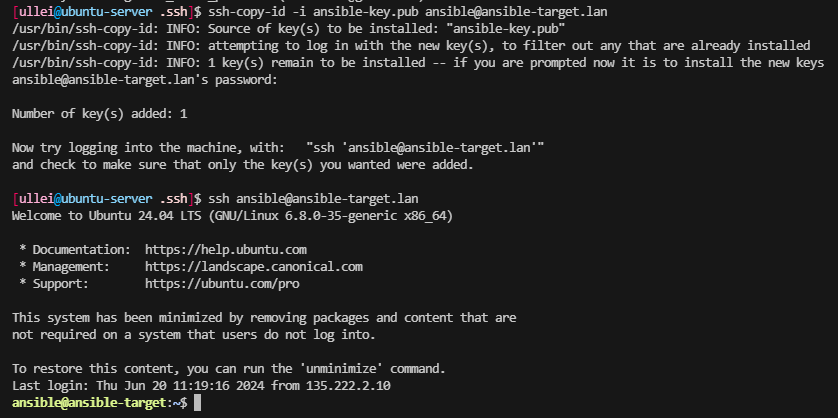 [ullei@ubuntu-server .ssh]$ ssh-copy-id -i ansible-key.pub ansible@ansible-target.lan
/usr/bin/ssh-copy-id: INFO: Source of key(s) to be installed: "ansible-key.pub"
/usr/bin/ssh-copy-id: INFO: attempting to log in with the new key(s), to filter out any that are already installed
/usr/bin/ssh-copy-id: INFO: 1 key(s) remain to be installed -- if you are prompted now it is to install the new keys
ansible@ansible-target.lan's password:

Number of key(s) added: 1

Now try logging into the machine, with:   "ssh 'ansible@ansible-target.lan'"
and check to make sure that only the key(s) you wanted were added.

[ullei@ubuntu-server .ssh]$ ssh ansible@ansible-target.lan
Welcome to Ubuntu 24.04 LTS (GNU/Linux 6.8.0-35-generic x86_64)

 * Documentation:  https://help.ubuntu.com
 * Management:     https://landscape.canonical.com
 * Support:        https://ubuntu.com/pro

This system has been minimized by removing packages and content that are
not required on a system that users do not log into.

To restore this content, you can run the 'unminimize' command.
Last login: Thu Jun 20 11:19:16 2024 from 135.222.2.10
ansible@ansible-target:~$